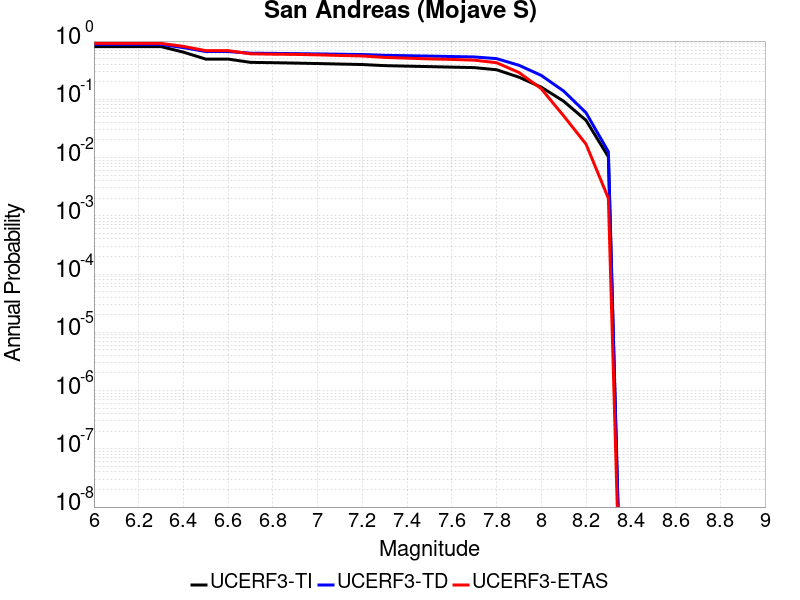 San Andreas (Mojave S)
10^0
10^-1
10^-2
10^-3
10^-4
10^-5
10^-6
10^-7
10^-8
Annual Probability
6 6.2 6.4 6.6 6.8 7 7.2 7.4 7.6 7.8 8 8.2 8.4 8.6 8.8 9
Magnitude
UCERF3-TI UCERF3-TD UCERF3-ETAS